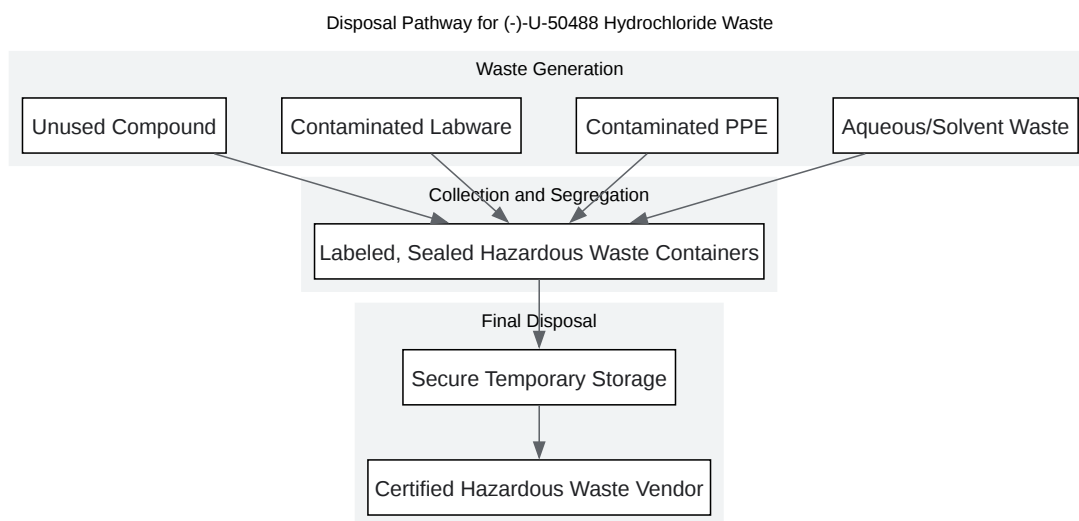 Disposal Pathway for (-)-U-50488 Hydrochloride Waste
Waste Generation
Unused Compound
Contaminated Labware
Contaminated PPE
Aqueous/Solvent Waste
Collection and Segregation
Labeled, Sealed Hazardous Waste Containers
Final Disposal
Secure Temporary Storage
Certified Hazardous Waste Vendor